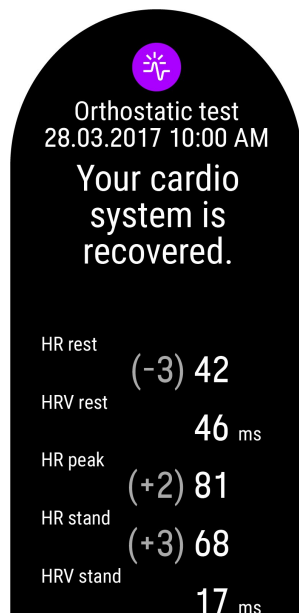 Orthostatic test
28.03.2017 10:00 AM
Your cardio
system is
recovered.
HR rest
(-3) 42
HRV rest
46 ms
HR peak
(+2) 81
HR stand
(+3) 68
HRV stand
17 ms